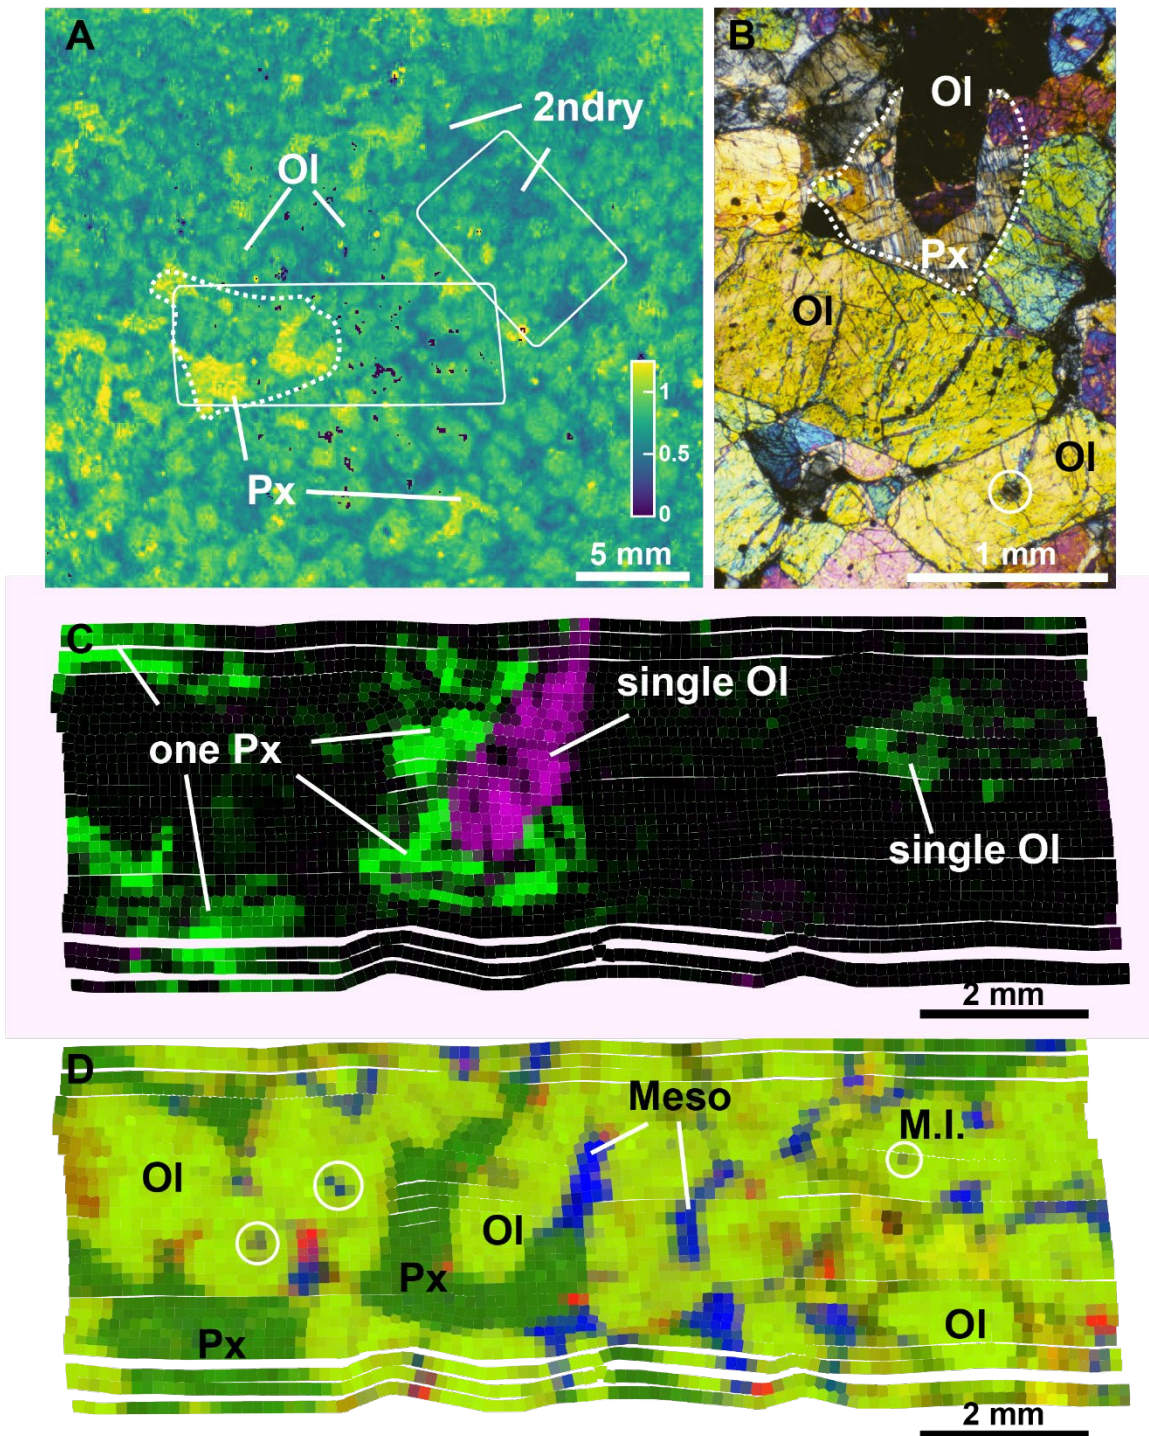 A
2ndry
Ol
Px
1
0.5
0
5 mm
B
Ol
Px
Ol
Ol
1 mm
C
single Ol
one Px
single Ol
2 mm
D
Meso
M.I.
Ol
Ol
Px
Ol
Px
2 mm